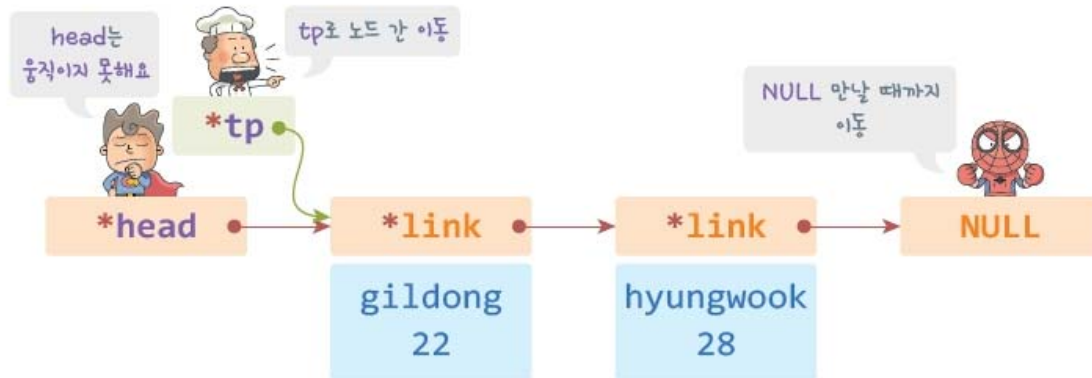 head는
움직이지 못해요
tp로 노드 간 이동
*tp
NULL 만날 때까지
이동
*head
*link
*link
NULL
gildong
22
hyungwook
28